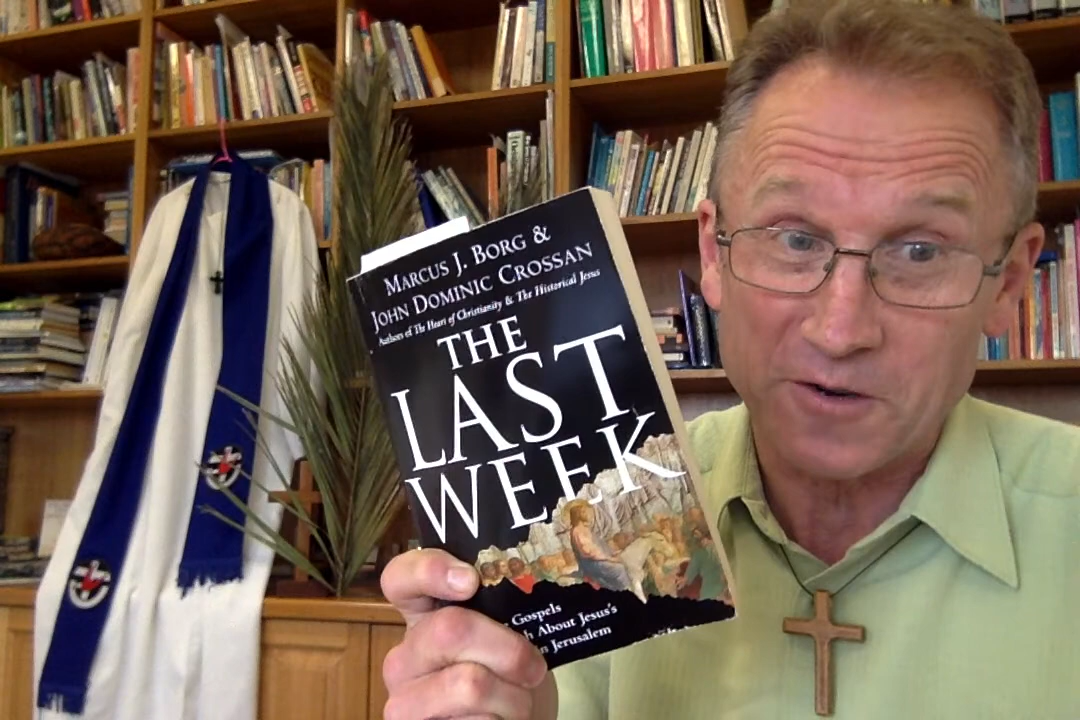 MARCUS J. BORG &
JOHN DOMINIC CROSSAN
Authors of The Heart of Christianity & The Historical Jesus
THE
LAST
WEEK
Gospels
About Jesus's
in Jerusalem